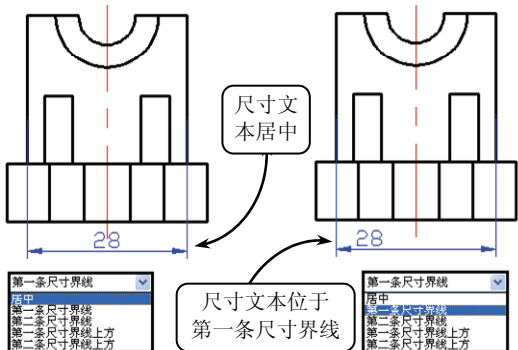 尺寸文
本居中
28
28
第一条尺寸界线
居中
第一条尺寸界线
第二条尺寸界线
第一条尺寸界线上方
第二条尺寸界线上方
尺寸文本位于
第一条尺寸界线
第一条尺寸界线
居中
第一条尺寸界线
第二条尺寸界线
第一条尺寸界线上方
第二条尺寸界线上方